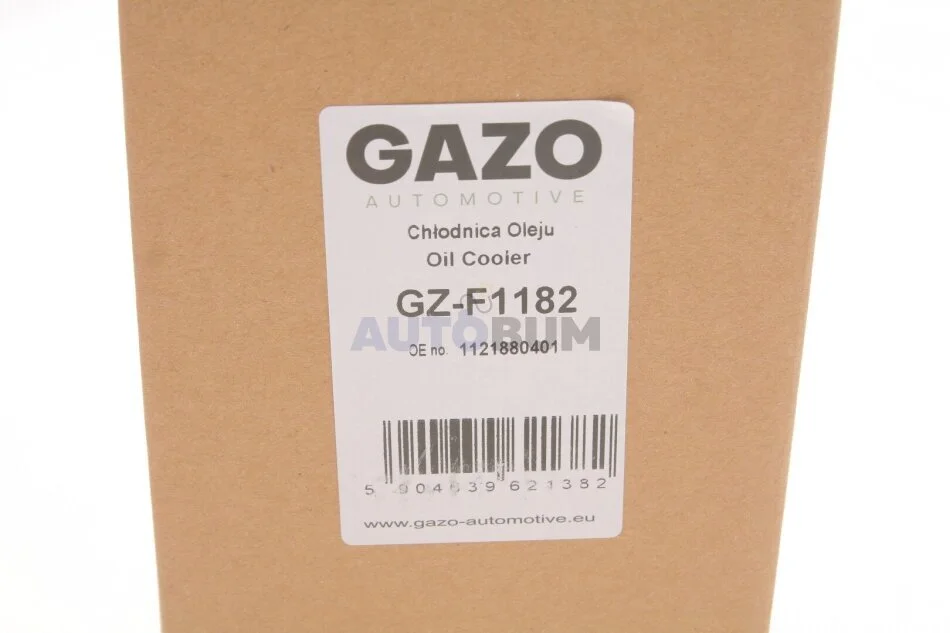 GAZO
AUTOMOTIVE
Chłodnica Oleju
Oil Cooler
GZ-F1182
AUTOBUM
OE no. 1121880401
5 904639 621382
www.gazo-automotive.eu